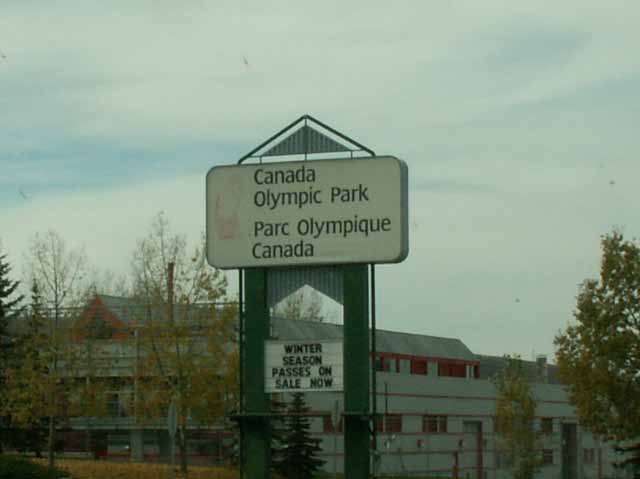 Canada
Olympic Park
Parc Olympique
Canada
WINTER
SEASON
PASSES ON
SALE NOW